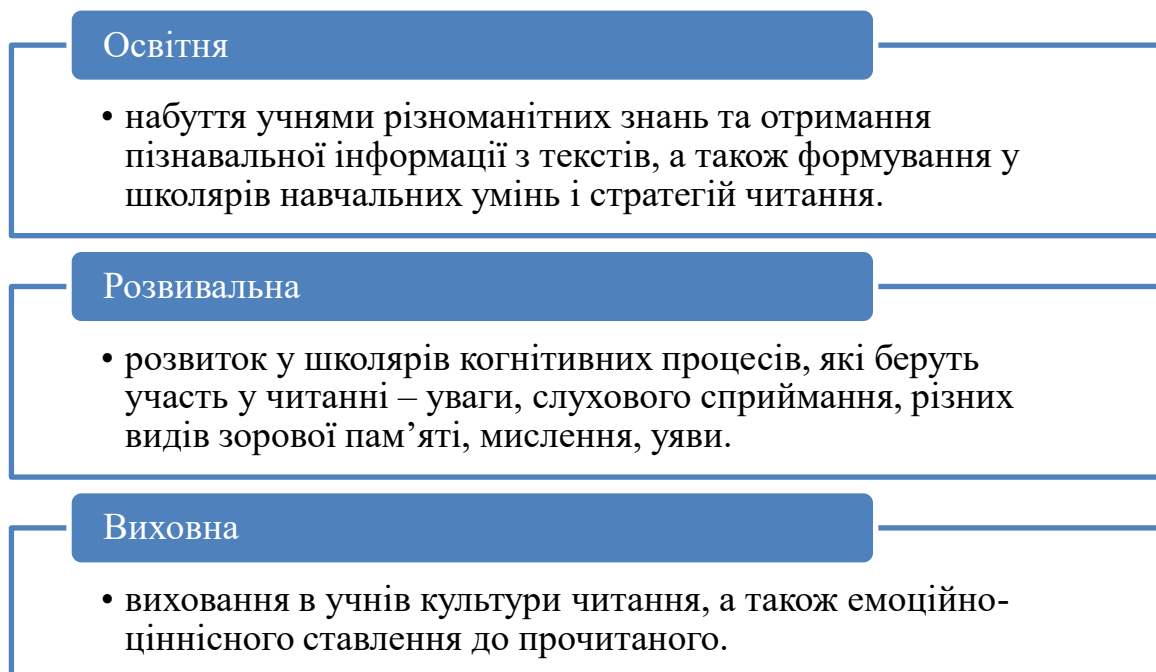 Освітня
• набуття учнями різноманітних знань та отримання
пізнавальної інформації з текстів, а також формування у
школярів навчальних умінь і стратегій читання.
Розвивальна
• розвиток у школярів когнітивних процесів, які беруть
участь у читанні – уваги, слухового сприймання, різних
видів зорової пам’яті, мислення, уяви.
Виховна
• виховання в учнів культури читання, а також емоційно-
ціннісного ставлення до прочитаного.